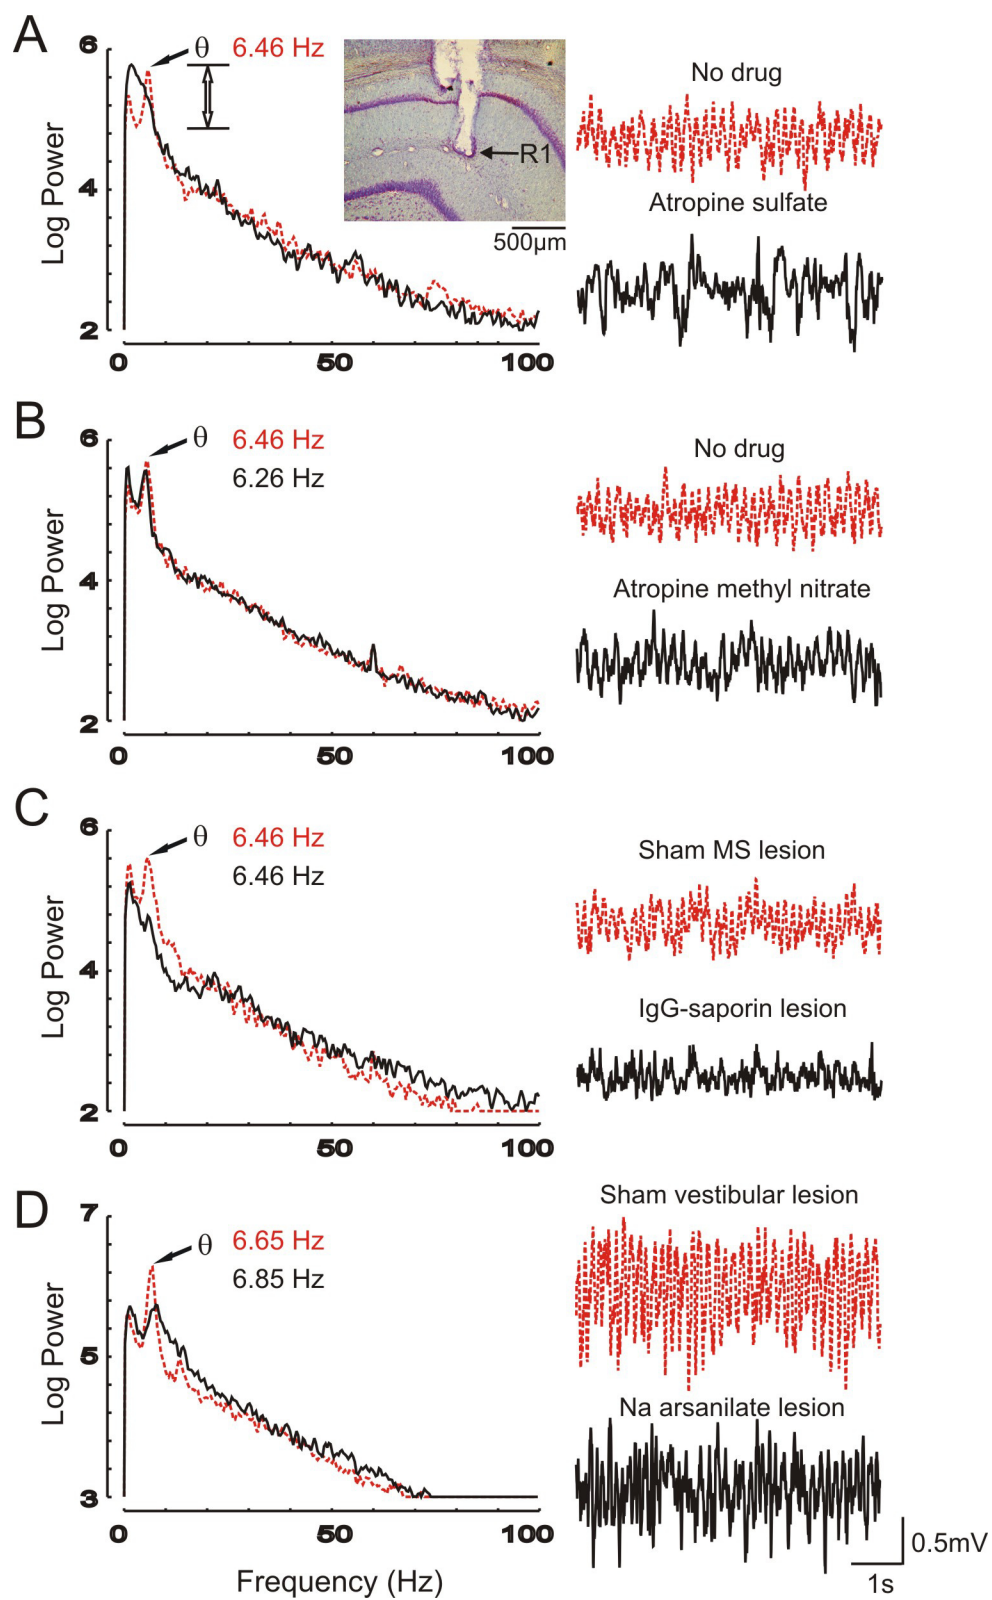 A
6
θ 6.46 Hz
4
2
Log Power
0 50 100
R1
500µm
No drug
Atropine sulfate
B
6
θ 6.46 Hz
6.26 Hz
4
2
Log Power
0 50 100
No drug
Atropine methyl nitrate
C
6
θ 6.46 Hz
6.46 Hz
4
2
Log Power
0 50 100
Sham MS lesion
IgG-saporin lesion
D
7
θ 6.65 Hz
6.85 Hz
5
3
Log Power
0 50 100
Frequency (Hz)
Sham vestibular lesion
Na arsanilate lesion
0.5mV
1s